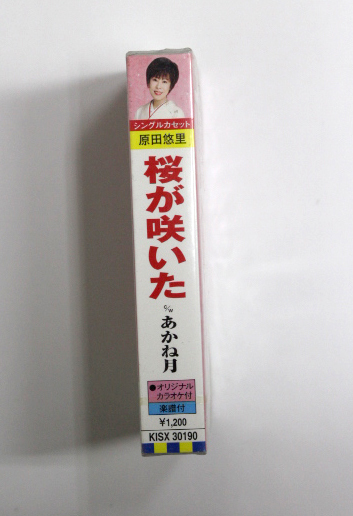 シングルカセット
原田悠里
桜が咲いた
c/w あかね月
●オリジナル
カラオケ付
楽譜付
¥1,200
KISX 30190